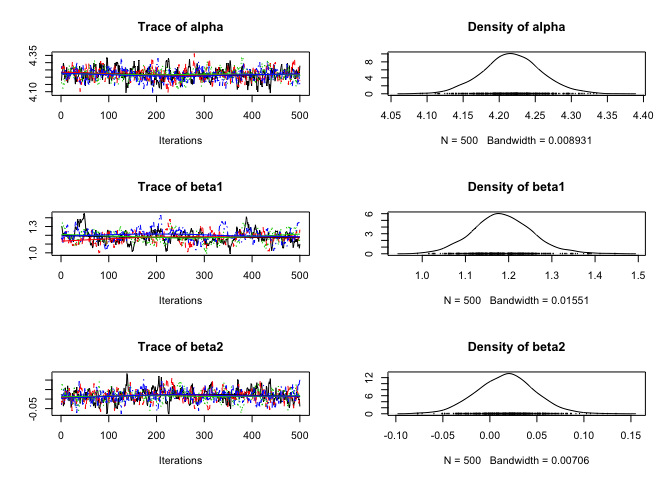 Trace of alpha
4.10 4.35
0 100 200 300 400 500
Iterations
Density of alpha
0 4 8
4.05 4.10 4.15 4.20 4.25 4.30 4.35 4.40
N = 500 Bandwidth = 0.008931
Trace of beta1
1.0 1.3
0 100 200 300 400 500
Iterations
Density of beta1
0 3 6
1.0 1.1 1.2 1.3 1.4 1.5
N = 500 Bandwidth = 0.01551
Trace of beta2
-0.05
0 100 200 300 400 500
Iterations
Density of beta2
0 4 12
-0.10 -0.05 0.00 0.05 0.10 0.15
N = 500 Bandwidth = 0.00706